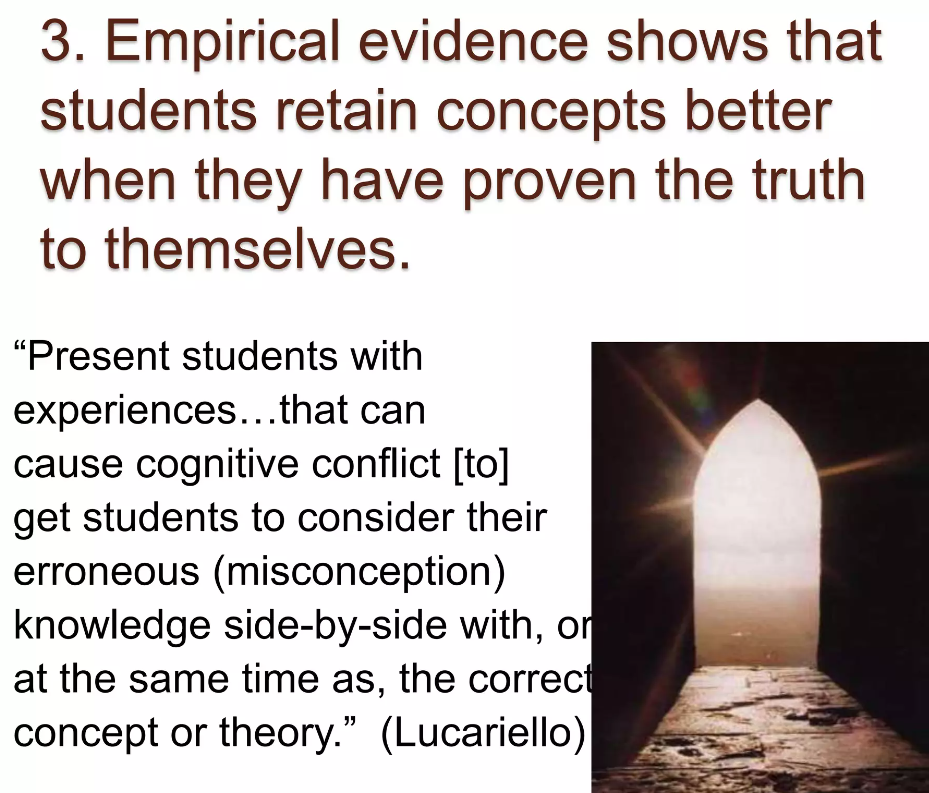 3. Empirical evidence shows that
students retain concepts better
when they have proven the truth
to themselves.
“Present students with
experiences…that can
cause cognitive conflict [to]
get students to consider their
erroneous (misconception)
knowledge side-by-side with, or
at the same time as, the correct
concept or theory.” (Lucariello)